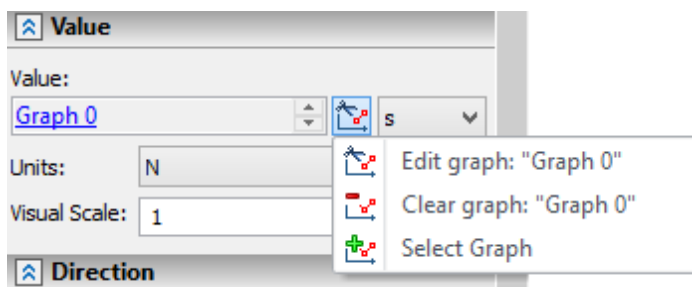 Value
Value:
Graph 0
s
Units:
N
Edit graph: "Graph 0"
Clear graph: "Graph 0"
Visual Scale:
1
Select Graph
Direction